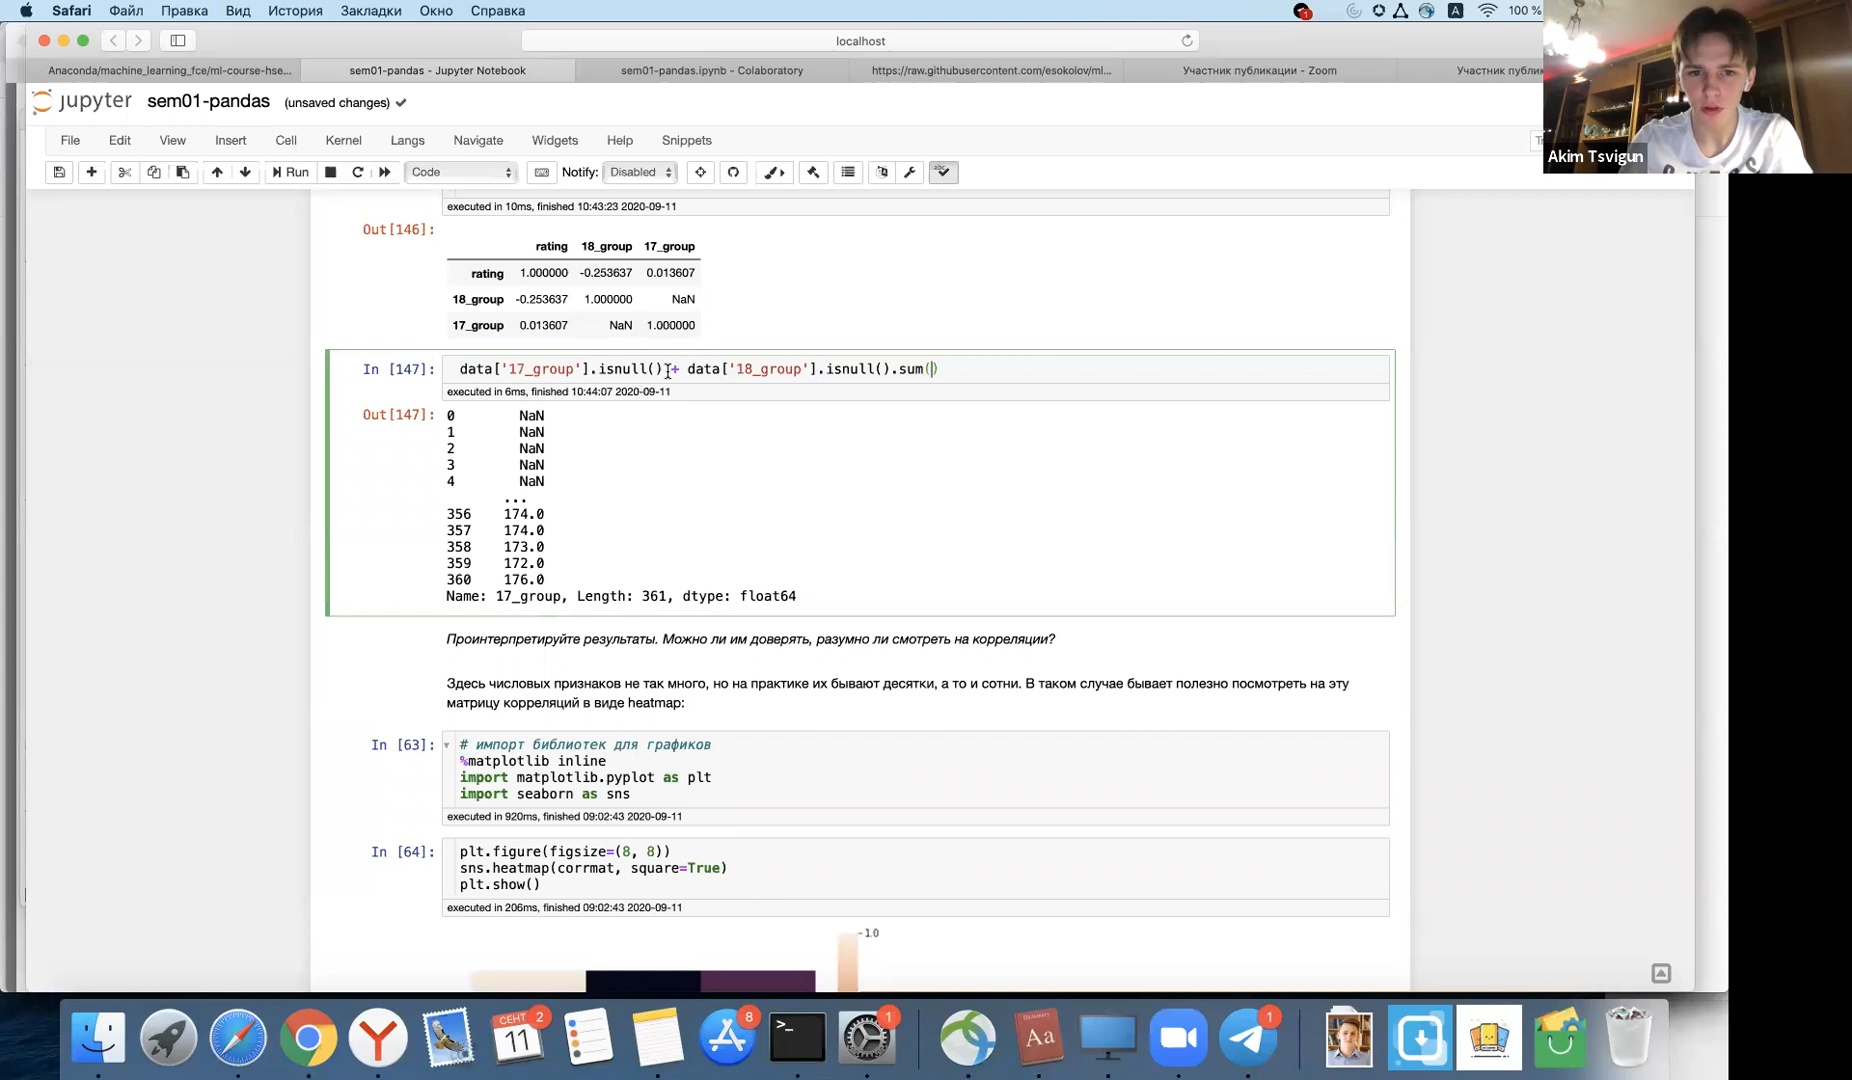 Safari Файл Правка Вид История Закладки Окно Справка 100 %
localhost
Anaconda/machine_learning_fce/ml-course-hse... sem01-pandas - Jupyter Notebook sem01-pandas.ipynb - Colaboratory https://raw.githubusercontent.com/esokolov/ml... Участник публикации - Zoom Участник публик
jupyter sem01-pandas (unsaved changes)
File Edit View Insert Cell Kernel Langs Navigate Widgets Help Snippets
Akim Tsvigun
Run Code Notify: Disabled
executed in 10ms, finished 10:43:23 2020-09-11
Out[146]:
rating 18_group 17_group
rating 1.000000 -0.253637 0.013607
18_group -0.253637 1.000000 NaN
17_group 0.013607 NaN 1.000000
In [147]: data['17_group'].isnull() + data['18_group'].isnull().sum()
executed in 6ms, finished 10:44:07 2020-09-11
Out[147]: 0 NaN
1 NaN
2 NaN
3 NaN
4 NaN
...
356 174.0
357 174.0
358 173.0
359 172.0
360 176.0
Name: 17_group, Length: 361, dtype: float64
Проинтерпретируйте результаты. Можно ли им доверять, разумно ли смотреть на корреляции?
Здесь числовых признаков не так много, но на практике их бывают десятки, а то и сотни. В таком случае бывает полезно посмотреть на эту
матрицу корреляций в виде heatmap:
In [63]: # импорт библиотек для графиков
%matplotlib inline
import matplotlib.pyplot as plt
import seaborn as sns
executed in 920ms, finished 09:02:43 2020-09-11
In [64]: plt.figure(figsize=(8, 8))
sns.heatmap(corrmat, square=True)
plt.show()
executed in 206ms, finished 09:02:43 2020-09-11
1.0
СЕНТ 2 8 1 1
11 Aa